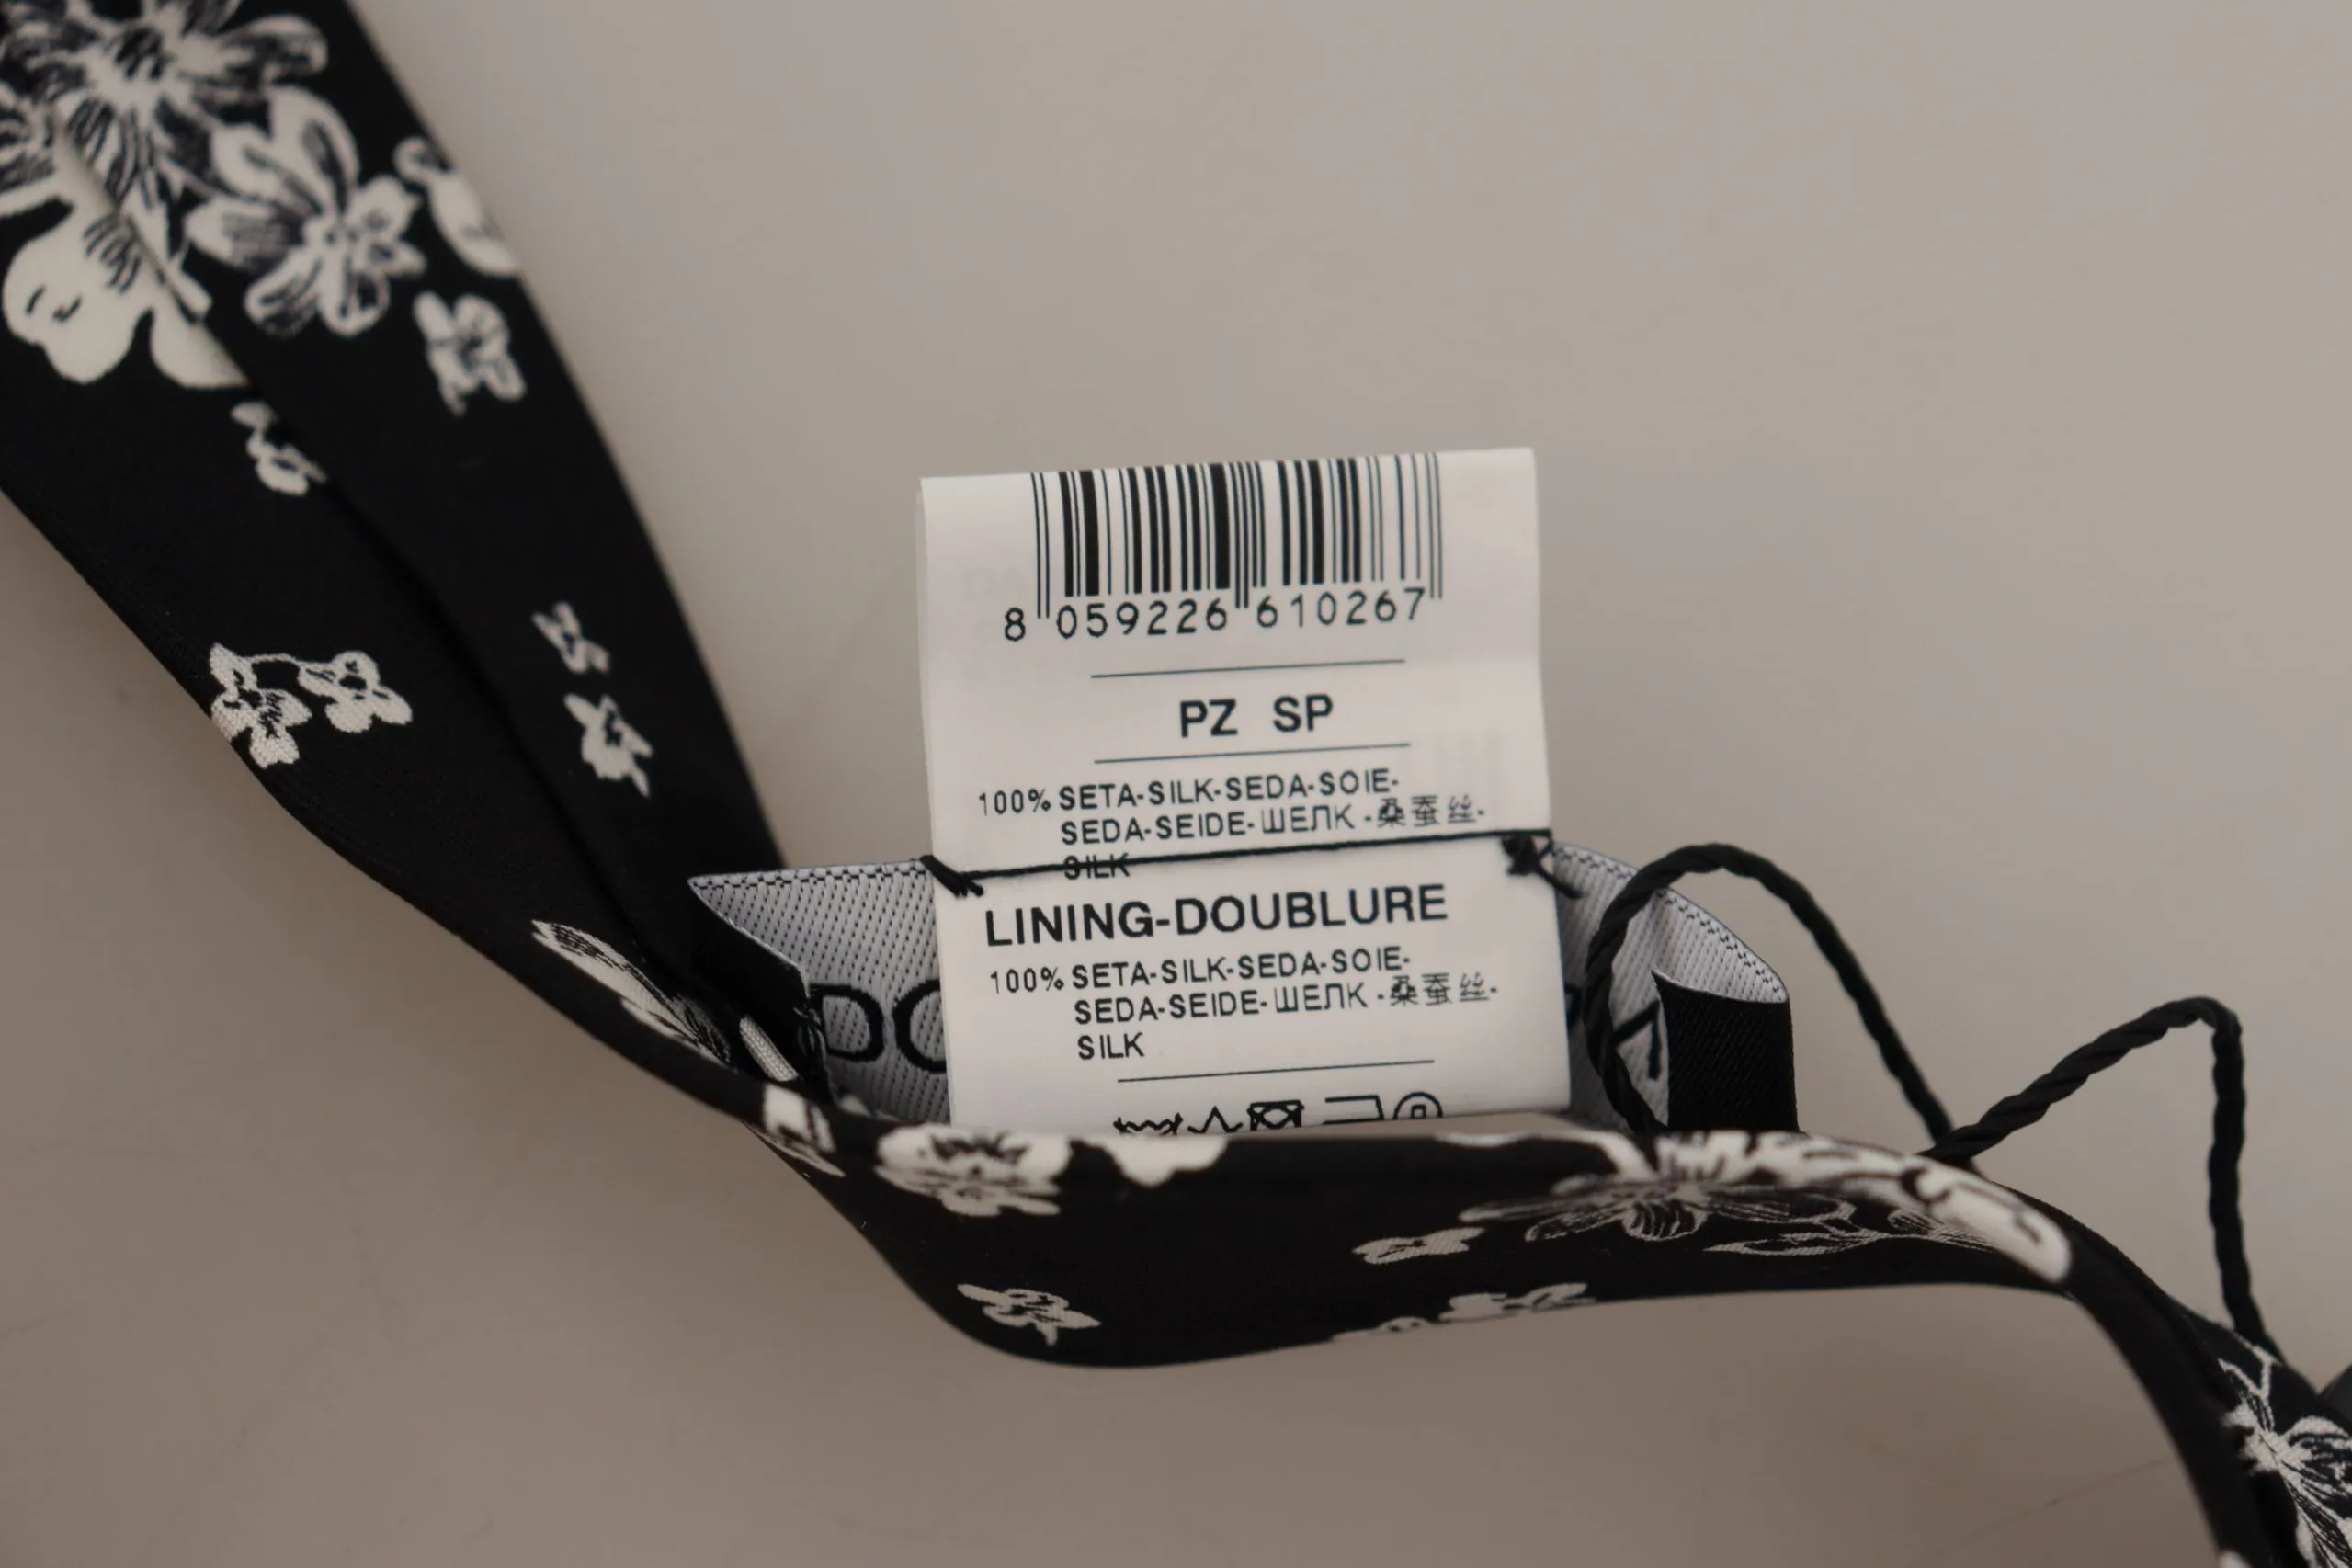 8 059226 610267
PZ SP
100% SETA-SILK-SEDA-SOIE-
SEDA-SEIDE-ШЕЛК-桑蚕丝-
SILK
LINING-DOUBLURE
100% SETA-SILK-SEDA-SOIE-
SEDA-SEIDE-ШЕЛК-桑蚕丝-
SILK